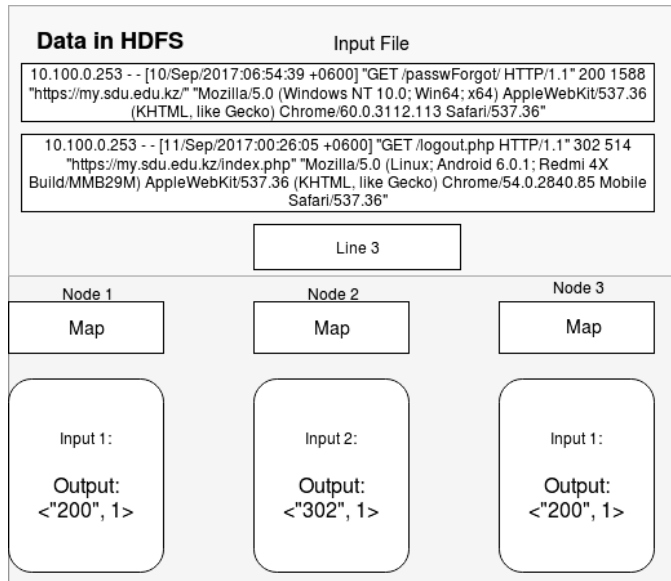 Data in HDFS
Input File
10.100.0.253 - - [10/Sep/2017:06:54:39 +0600] "GET /passwForgot/ HTTP/1.1" 200 1588
"https://my.sdu.edu.kz/" "Mozilla/5.0 (Windows NT 10.0; Win64; x64) AppleWebKit/537.36
(KHTML, like Gecko) Chrome/60.0.3112.113 Safari/537.36"
10.100.0.253 - - [11/Sep/2017:00:26:05 +0600] "GET /logout.php HTTP/1.1" 302 514
"https://my.sdu.edu.kz/index.php" "Mozilla/5.0 (Linux; Android 6.0.1; Redmi 4X
Build/MMB29M) AppleWebKit/537.36 (KHTML, like Gecko) Chrome/54.0.2840.85 Mobile
Safari/537.36"
Line 3
Node 1
Map
Input 1:
Output:
<"200", 1>
Node 2
Map
Input 2:
Output:
<"302", 1>
Node 3
Map
Input 1:
Output:
<"200", 1>